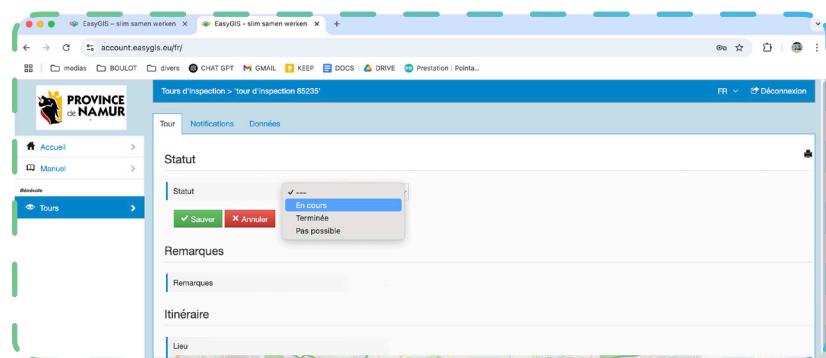 EasyGIS – slim samen werken
EasyGIS - slim samen werken
account.easygis.eu/fr/
medias BOULOT divers CHAT GPT GMAIL KEEP DOCS DRIVE Prestation | Pointa...
PROVINCE
DE NAMUR
Tours d'inspection > 'tour d'inspection 85235'
FR
Déconnexion
Tour Notifications Données
Accueil
Manuel
Bénévole
Tours
Statut
Statut
---
En cours
Terminée
Pas possible
Sauver Annuler
Remarques
Remarques
Itinéraire
Lieu